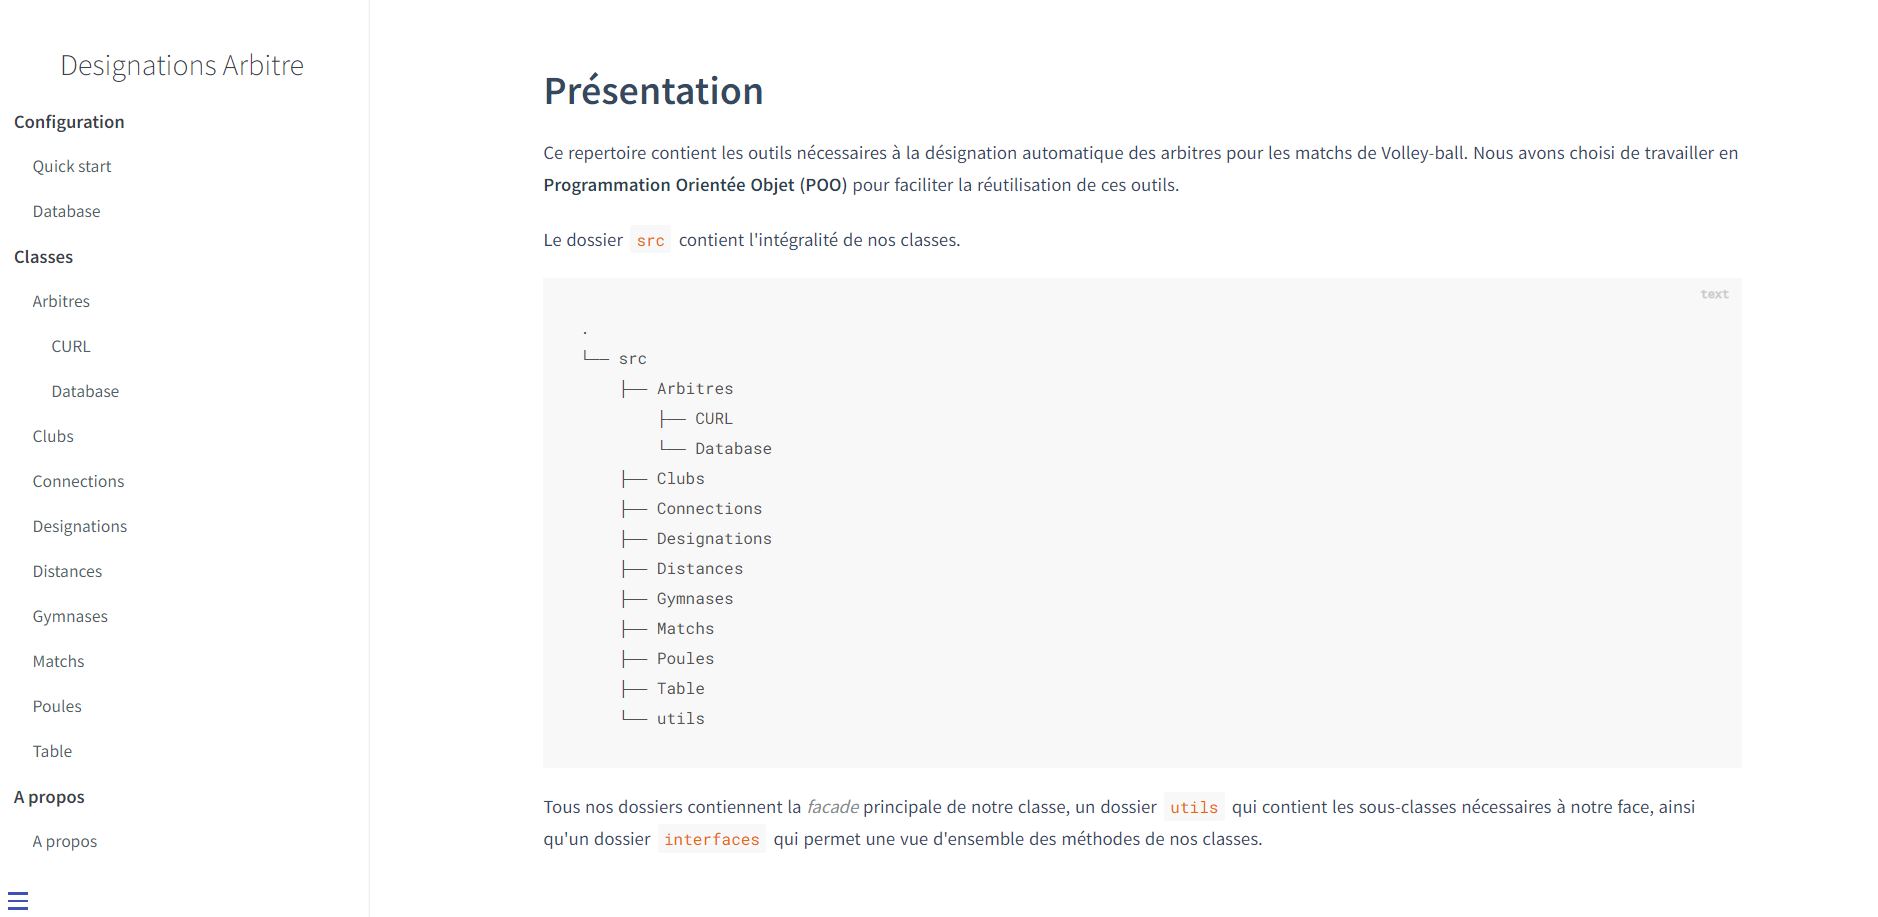 Designations Arbitre
Configuration
Quick start
Database
Classes
Arbitres
CURL
Database
Clubs
Connections
Designations
Distances
Gymnases
Matchs
Poules
Table
A propos
A propos
Présentation
Ce repertoire contient les outils nécessaires à la désignation automatique des arbitres pour les matchs de Volley-ball. Nous avons choisi de travailler en
Programmation Orientée Objet (POO) pour faciliter la réutilisation de ces outils.
Le dossier src contient l'intégralité de nos classes.
text
.
└── src
    ├── Arbitres
        ├── CURL
        └── Database
    ├── Clubs
    ├── Connections
    ├── Designations
    ├── Distances
    ├── Gymnases
    ├── Matchs
    ├── Poules
    ├── Table
    └── utils
Tous nos dossiers contiennent la facade principale de notre classe, un dossier utils qui contient les sous-classes nécessaires à notre face, ainsi
qu'un dossier interfaces qui permet une vue d'ensemble des méthodes de nos classes.